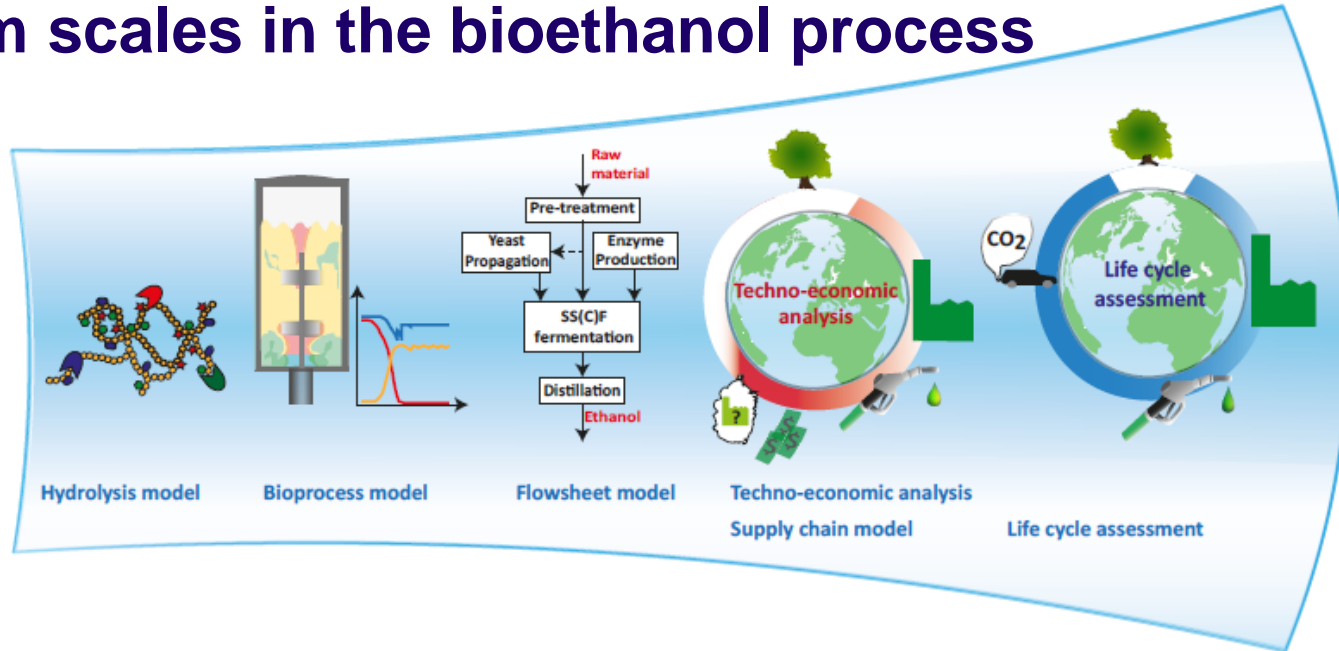 m scales in the bioethanol process
Raw
material
Pre-treatment
Yeast
Propagation
Enzyme
Production
SS(C)F
fermentation
Distillation
Ethanol
Techno-economic
analysis
?
$
$
CO2
Life cycle
assessment
Hydrolysis model
Bioprocess model
Flowsheet model
Techno-economic analysis
Supply chain model
Life cycle assessment